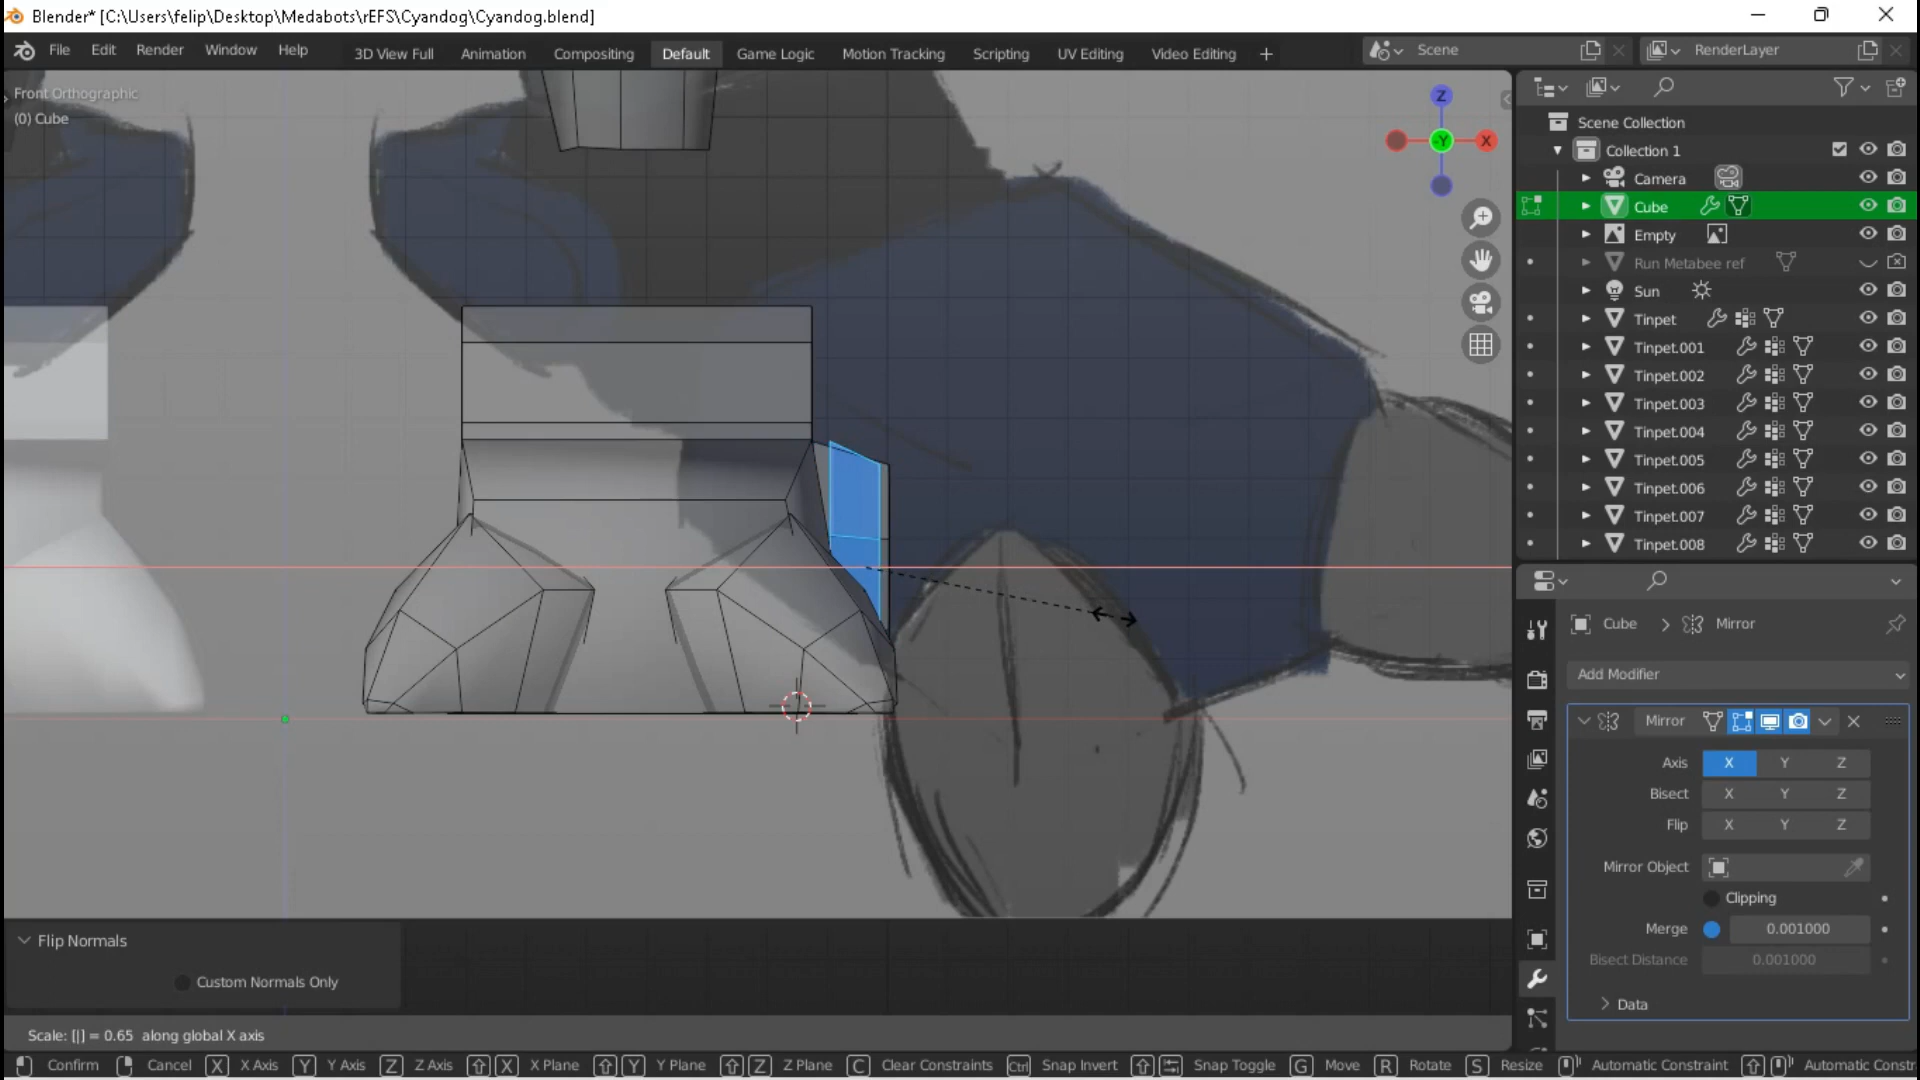 Blender* [C:\Users\felip\Desktop\Medabots\rEFS\Cyandog\Cyandog.blend]
File Edit Render Window Help 3D View Full Animation Compositing Default Game Logic Motion Tracking Scripting UV Editing Video Editing + Scene RenderLayer
Front Orthographic
(0) Cube
Z
Y
X
Scene Collection
Collection 1
Camera
Cube
Empty
Run Metabee ref
Sun
Tinpet
Tinpet.001
Tinpet.002
Tinpet.003
Tinpet.004
Tinpet.005
Tinpet.006
Tinpet.007
Tinpet.008
Cube > Mirror
Add Modifier
Mirror
Axis X Y Z
Bisect X Y Z
Flip X Y Z
Mirror Object
Clipping
Merge 0.001000
Bisect Distance 0.001000
Data
Flip Normals
Custom Normals Only
Scale: [|] = 0.65 along global X axis
Confirm Cancel X X Axis Y Y Axis Z Z Axis X X Plane Y Y Plane Z Z Plane C Clear Constraints Ctrl Snap Invert Snap Toggle G Move R Rotate S Resize Automatic Constraint Automatic Constr